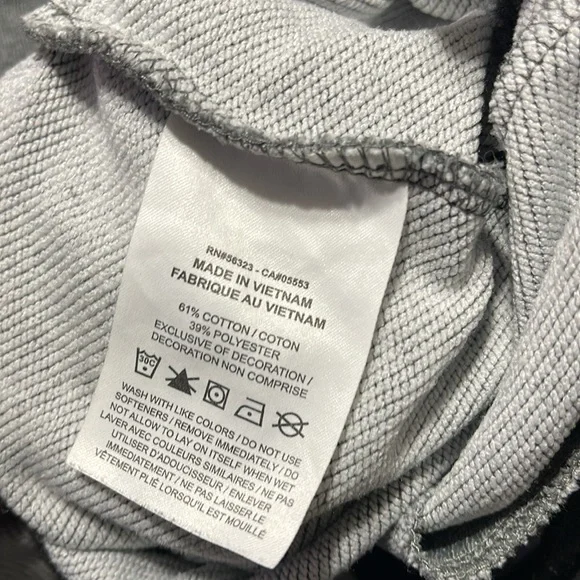 RN#56323 - CA#05553
MADE IN VIETNAM
FABRIQUE AU VIETNAM
61% COTTON / COTON
39% POLYESTER
EXCLUSIVE OF DECORATION /
DECORATION NON COMPRISE
30C
WASH WITH LIKE COLORS / DO NOT USE
SOFTENERS / REMOVE IMMEDIATELY / DO
NOT ALLOW TO LAY ON ITSELF WHEN WET
LAVER AVEC COULEURS SIMILAIRES / NE PAS
UTILISER D'ADOUCISSEUR / ENLEVER
IMMEDIATEMENT / NE PAS LAISSER LE
VÊTEMENT PLIÉ LORSQU'IL EST MOUILLÉ